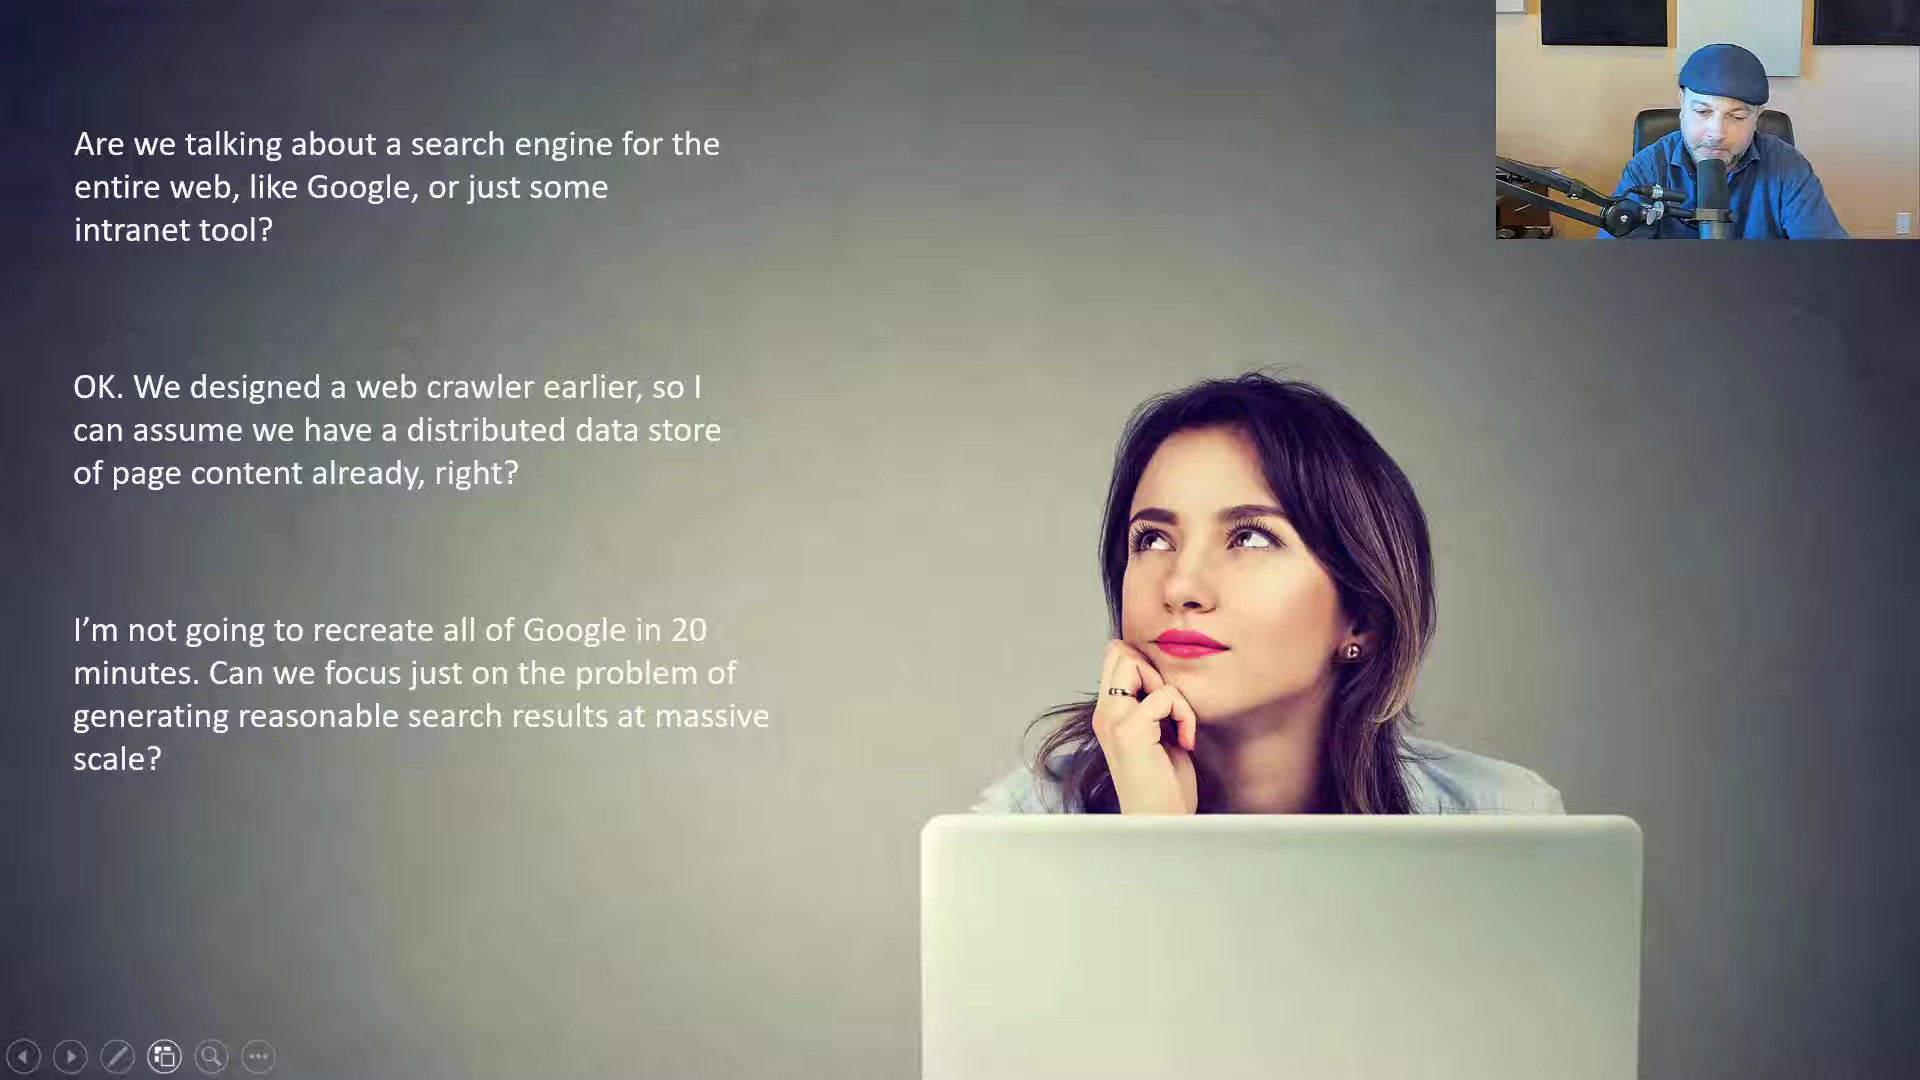 Are we talking about a search engine for the
entire web, like Google, or just some
intranet tool?
OK. We designed a web crawler earlier, so I
can assume we have a distributed data store
of page content already, right?
I’m not going to recreate all of Google in 20
minutes. Can we focus just on the problem of
generating reasonable search results at massive
scale?